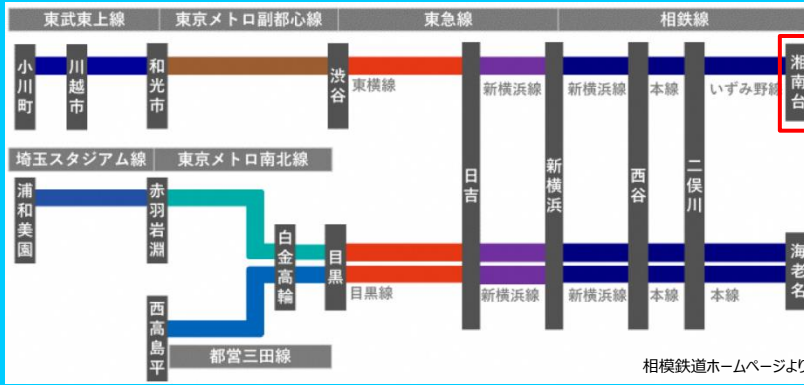 東武東上線
東京メトロ副都心線
東急線
相鉄線
小川町
川越市
和光市
渋谷
東横線
新横浜線
新横浜線
本線
いずみ野線
湘南台
埼玉スタジアム線
東京メトロ南北線
日吉
新横浜
西谷
二俣川
浦和美園
赤羽岩淵
白金高輪
目黒
海老名
目黒線
新横浜線
新横浜線
本線
本線
西高島平
都営三田線
相模鉄道ホームページより